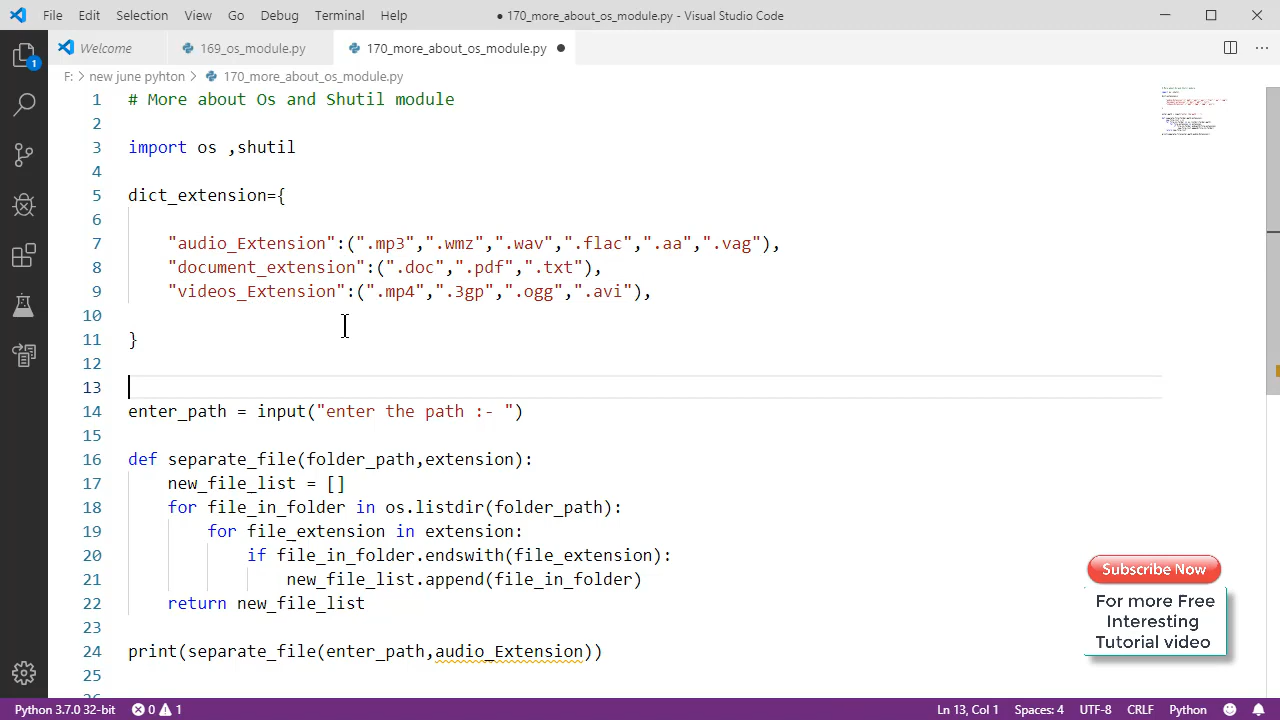 File Edit Selection View Go Debug Terminal Help ● 170_more_about_os_module.py - Visual Studio Code
Welcome 169_os_module.py 170_more_about_os_module.py ●
F: > new june pyhton > 170_more_about_os_module.py
1 # More about Os and Shutil module
2
3 import os ,shutil
4
5 dict_extension={
6
7 "audio_Extension":(".mp3",".wmz",".wav",".flac",".aa",".vag"),
8 "document_extension":(".doc",".pdf",".txt"),
9 "videos_Extension":(".mp4",".3gp",".ogg",".avi"),
10
11 }
12
13
14 enter_path = input("enter the path :- ")
15
16 def separate_file(folder_path,extension):
17 new_file_list = []
18 for file_in_folder in os.listdir(folder_path):
19 for file_extension in extension:
20 if file_in_folder.endswith(file_extension):
21 new_file_list.append(file_in_folder)
22 return new_file_list
23
24 print(separate_file(enter_path,audio_Extension))
25
1
Subscribe Now
For more Free
Interesting
Tutorial video
Python 3.7.0 32-bit 0 1 Ln 13, Col 1 Spaces: 4 UTF-8 CRLF Python